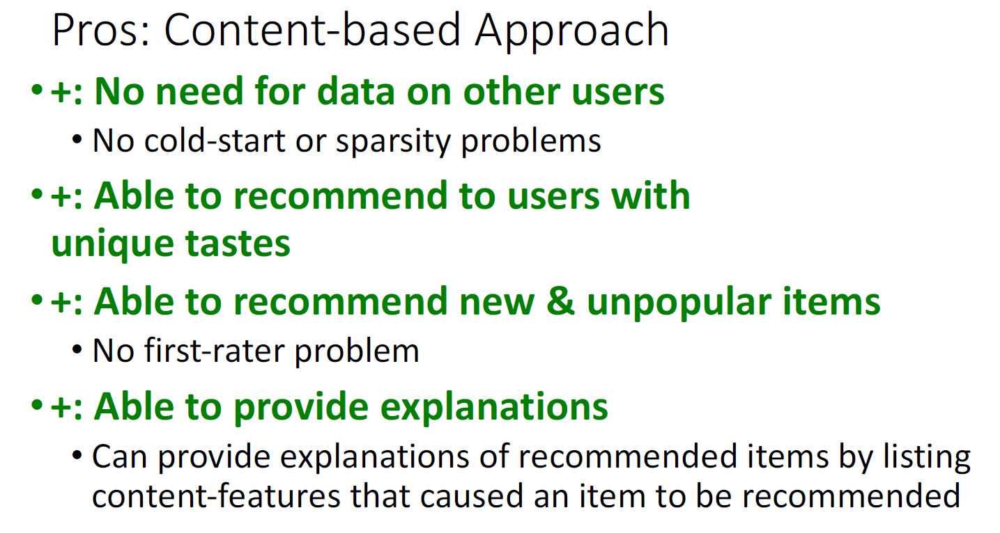 Pros: Content-based Approach
• +: No need for data on other users
• No cold-start or sparsity problems
• +: Able to recommend to users with
unique tastes
• +: Able to recommend new & unpopular items
• No first-rater problem
• +: Able to provide explanations
• Can provide explanations of recommended items by listing
content-features that caused an item to be recommended